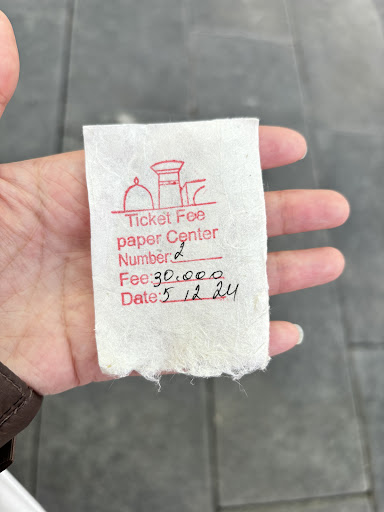 Ticket Fee
paper Center
Number: 2
Fee: 30.000
Date: 5 12 24